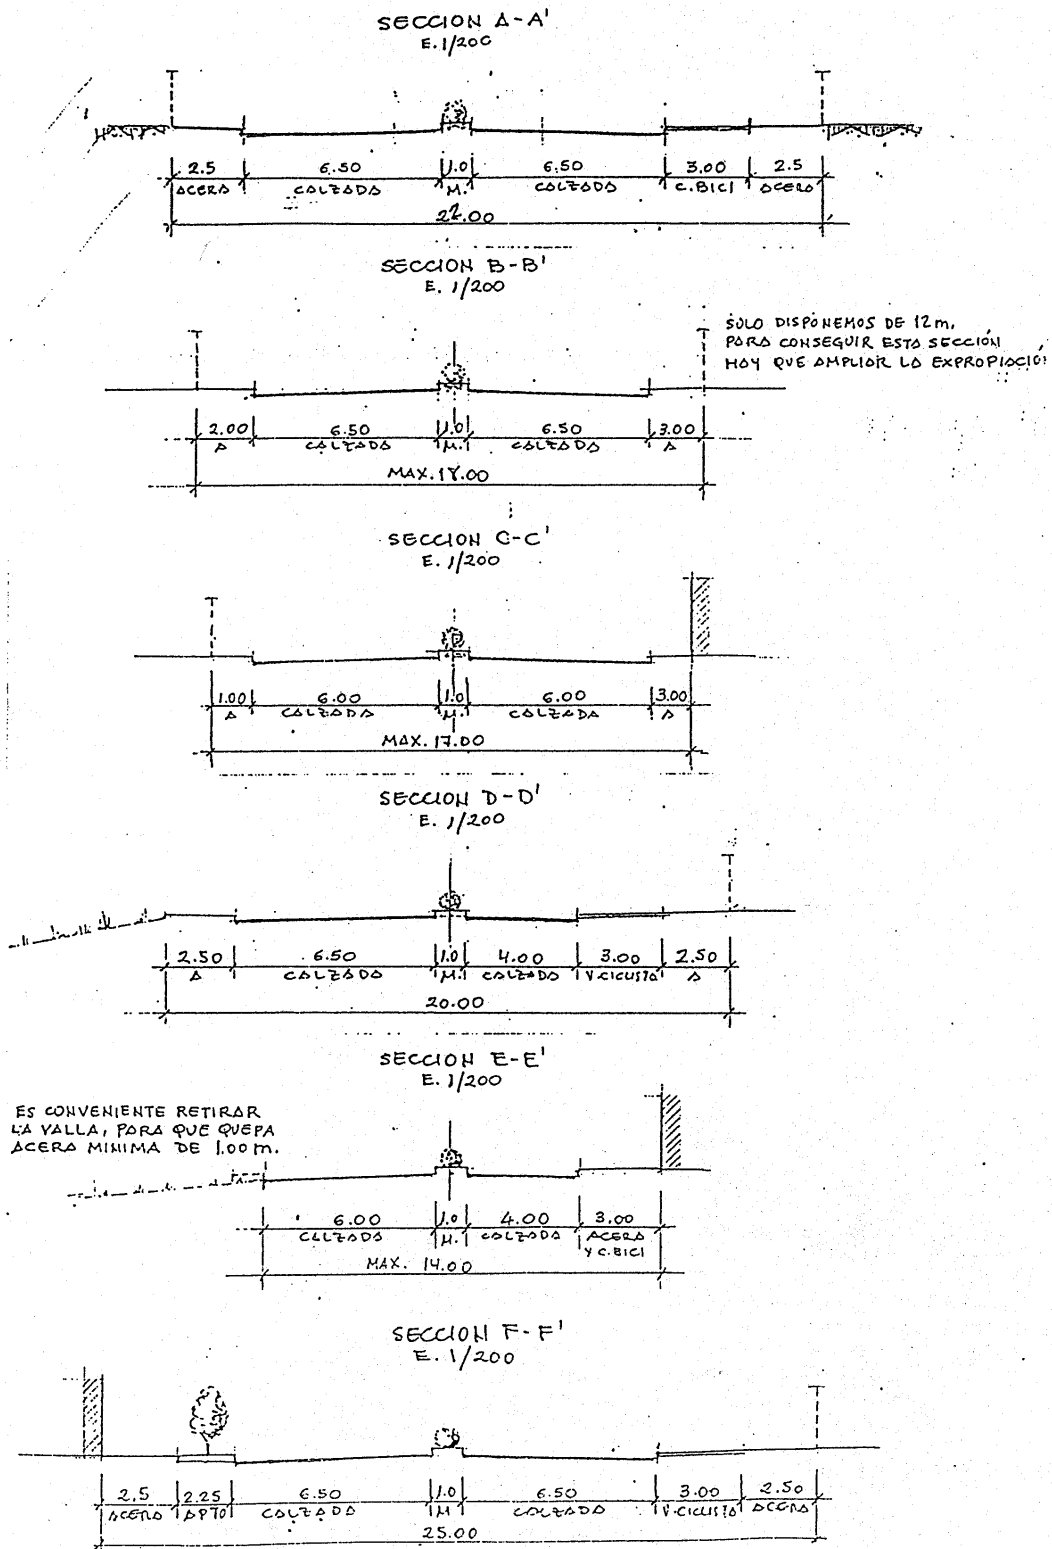 SECCION A-A'
E. 1/200
2.5 6.50 1.0 6.50 3.00 2.5
ACERA CALZADA M. CALZADA C.BICI ACERA
22.00
SECCION B-B'
E. 1/200
SOLO DISPONEMOS DE 12m,
PARA CONSEGUIR ESTA SECCIÓN
HAY QUE AMPLIAR LA EXPROPIACIÓ
2.00 6.50 1.0 6.50 3.00
A CALZADA M. CALZADA A
MAX.
SECCION C-C'
E. 1/200
1.00 6.00 1.0 6.00 3.00
A CALZADA M. CALZADA A
MAX. 17.00
SECCION D-D'
E. 1/200
2.50 6.50 1.0 4.00 3.00 2.50
A CALZADA M. CALZADA V.CICLISTA A
20.00
SECCION E-E'
E. 1/200
ES CONVENIENTE RETIRAR
LA VALLA, PARA QUE QUEPA
ACERA MINIMA DE 1.00 m.
6.00 1.0 4.00 3.00
CALZADA M. CALZADA ACERA
Y C.BICI
MAX. 14.00
SECCION F-F'
E. 1/200
2.5 2.25 6.50 1.0 6.50 3.00 2.50
ACERA APTO CALZADA M CALZADA V.CICLISTA ACERA
25.00